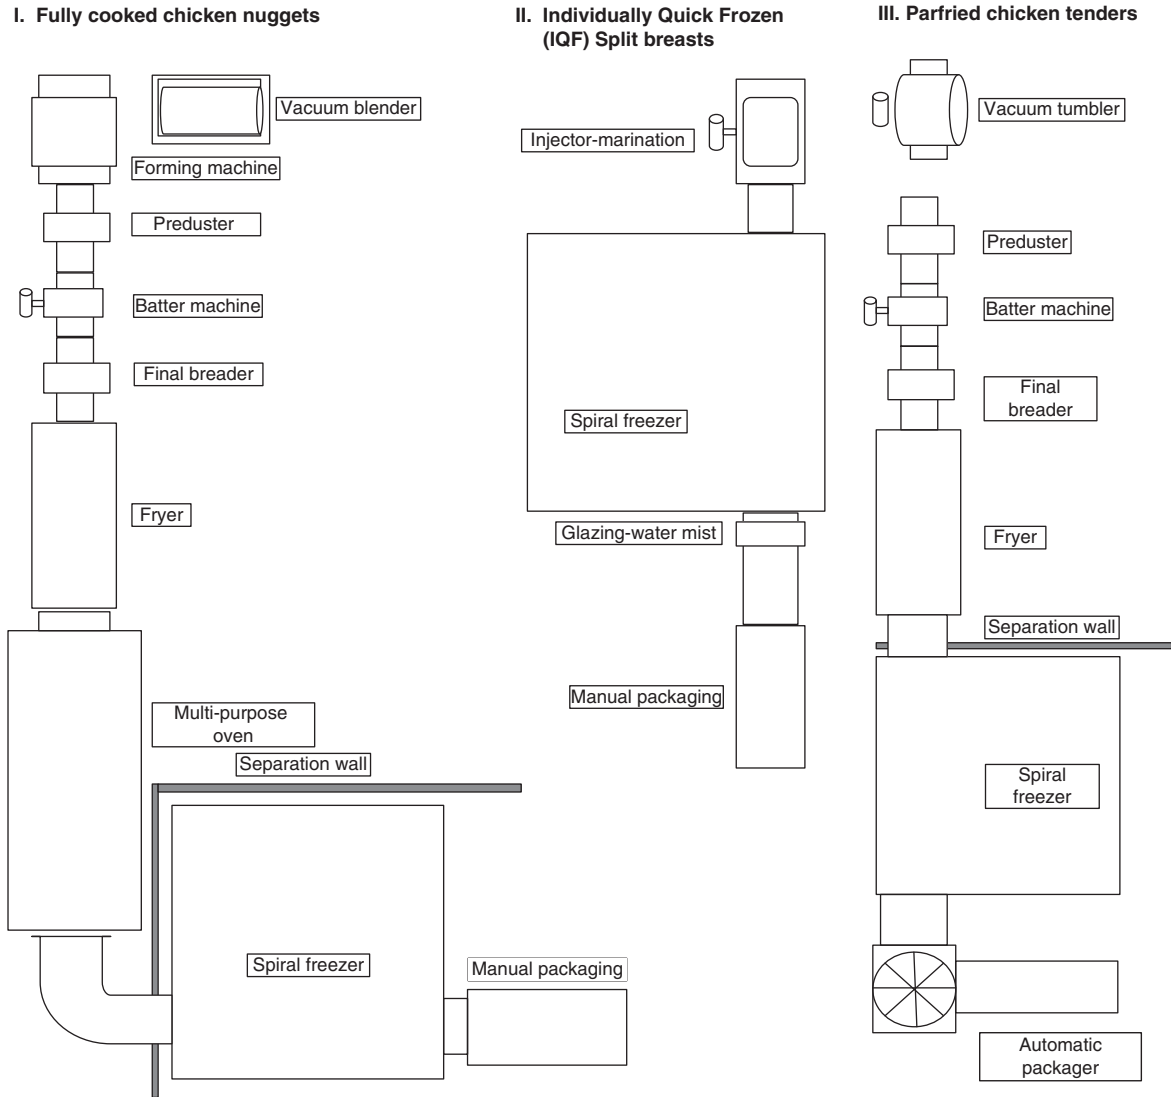 I. Fully cooked chicken nuggets
Vacuum blender
Forming machine
Preduster
Batter machine
Final breader
Fryer
Multi-purpose
oven
Separation wall
Spiral freezer
Manual packaging
II. Individually Quick Frozen
(IQF) Split breasts
Injector-marination
Spiral freezer
Glazing-water mist
Manual packaging
III. Parfried chicken tenders
Vacuum tumbler
Preduster
Batter machine
Final
breader
Fryer
Separation wall
Spiral
freezer
Automatic
packager